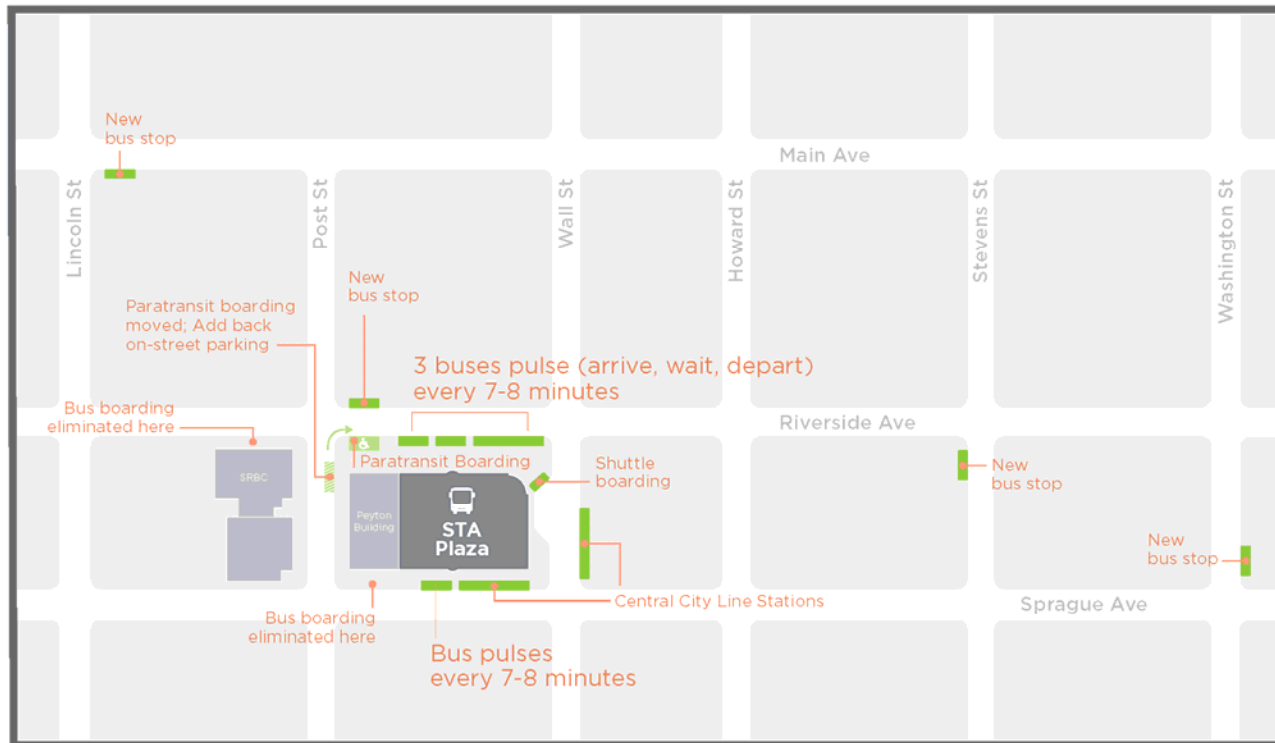 New
bus stop
Main Ave
Lincoln St
Post St
Wall St
Howard St
Stevens St
Washington St
New
bus stop
Paratransit boarding
moved; Add back
on-street parking
3 buses pulse (arrive, wait, depart)
every 7-8 minutes
Bus boarding
eliminated here
Riverside Ave
Paratransit Boarding
Shuttle
boarding
New
bus stop
SRBC
Peyton
Building
STA
Plaza
New
bus stop
Central City Line Stations
Sprague Ave
Bus boarding
eliminated here
Bus pulses
every 7-8 minutes